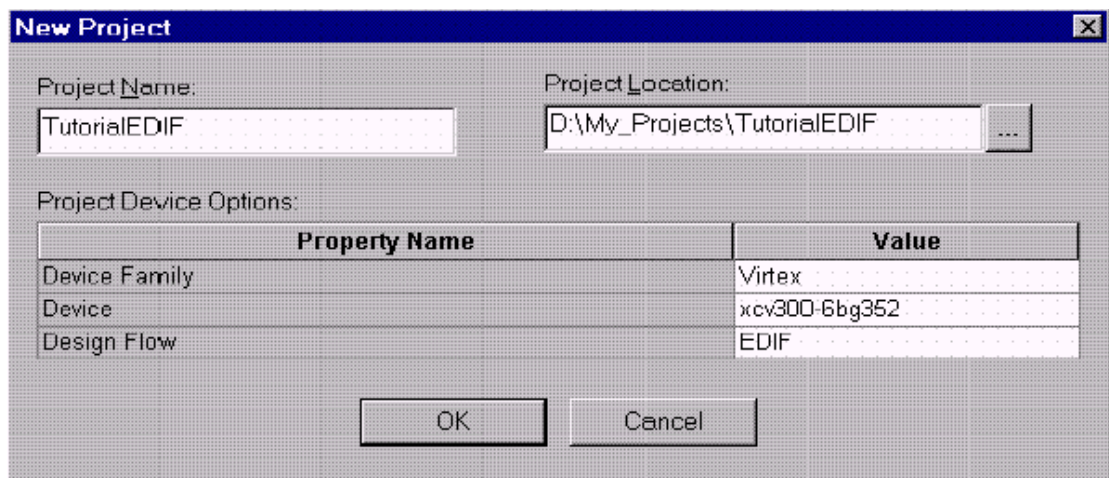 New Project
Project Name:
Project Location:
TutorialEDIF
D:\My_Projects\TutorialEDIF
...
Project Device Options:
Property Name Value
Device Family Virtex
Device xcv300-6bg352
Design Flow EDIF
OK Cancel